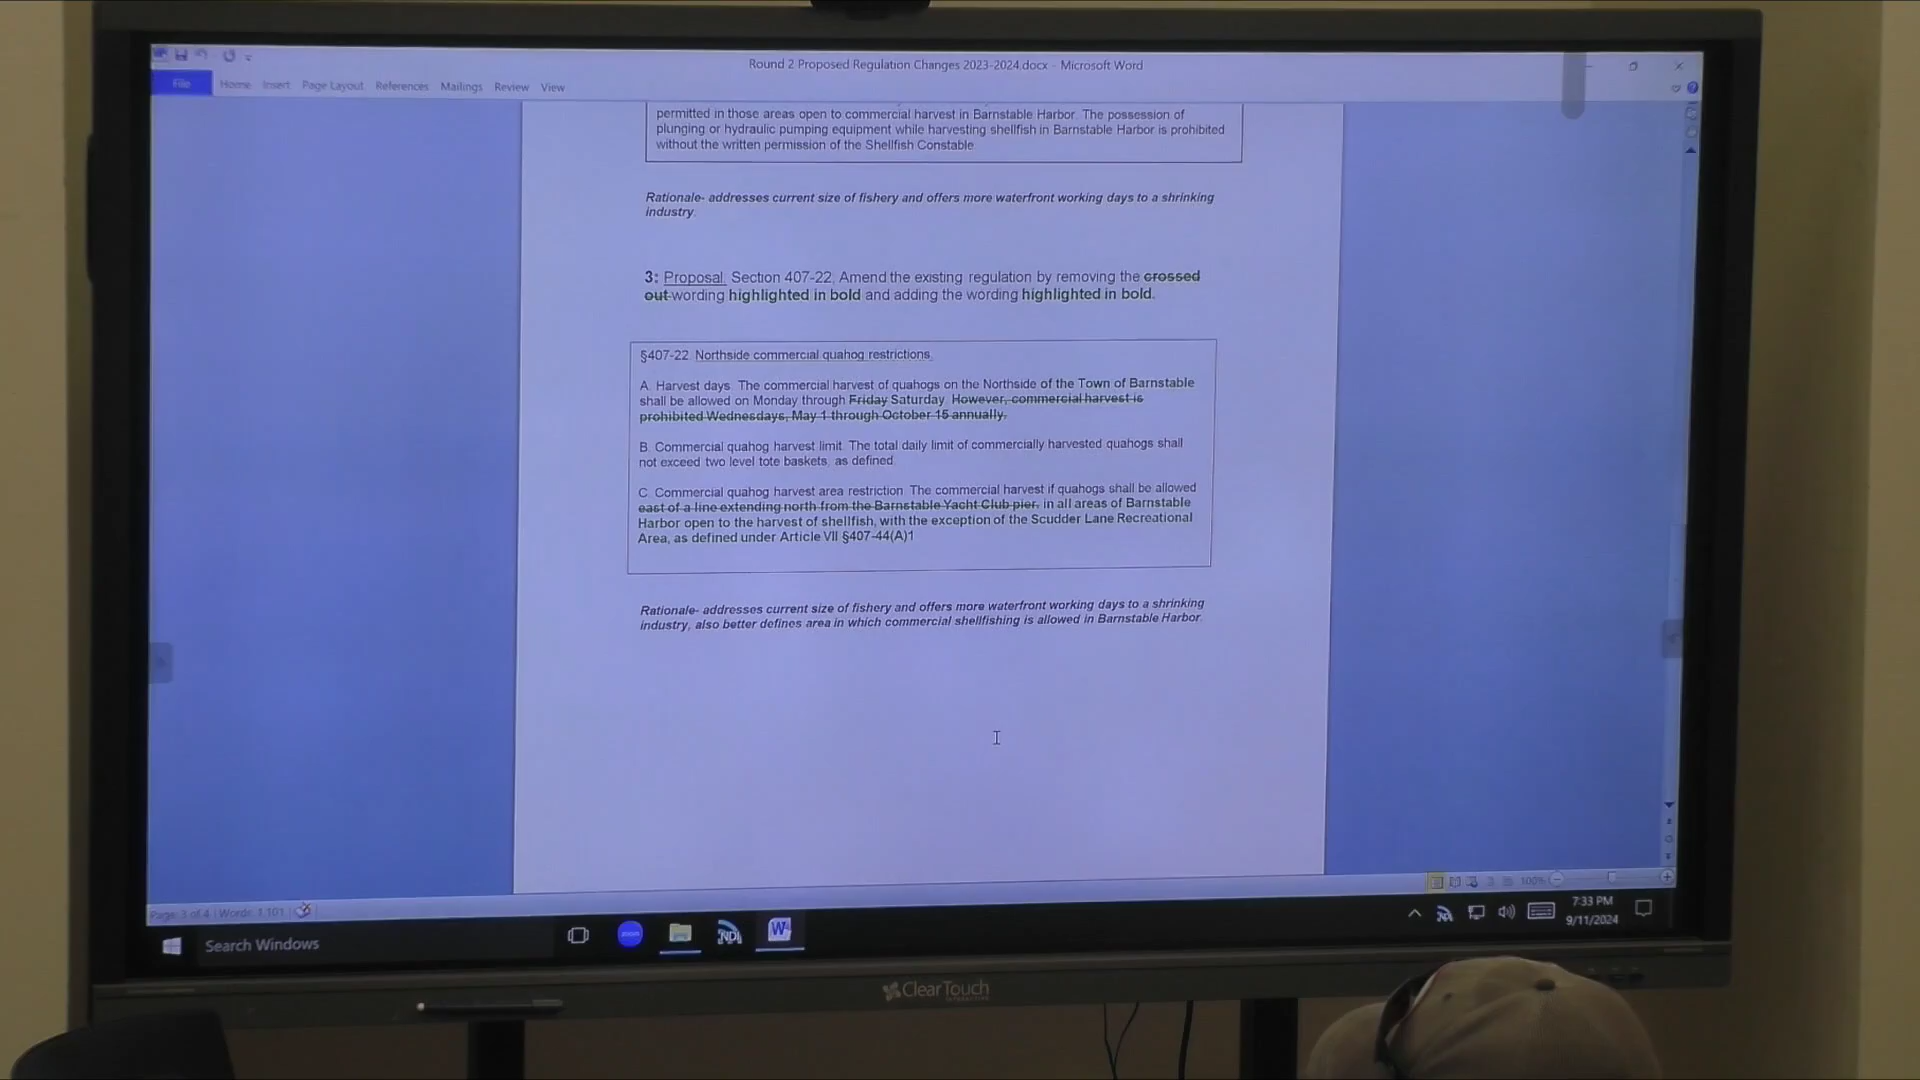 Round 2 Proposed Regulation Changes 2023-2024.docx - Microsoft Word
File Home Insert Page Layout References Mailings Review View
permitted in those areas open to commercial harvest in Barnstable Harbor. The possession of
plunging or hydraulic pumping equipment while harvesting shellfish in Barnstable Harbor is prohibited
without the written permission of the Shellfish Constable
Rationale- addresses current size of fishery and offers more waterfront working days to a shrinking
industry.
3: Proposal. Section 407-22. Amend the existing regulation by removing the crossed
out wording highlighted in bold and adding the wording highlighted in bold.
§407-22. Northside commercial quahog restrictions.
A. Harvest days. The commercial harvest of quahogs on the Northside of the Town of Barnstable
shall be allowed on Monday through Friday Saturday. However, commercial harvest is
prohibited Wednesdays, May 1 through October 15 annually.
B. Commercial quahog harvest limit. The total daily limit of commercially harvested quahogs shall
not exceed two level tote baskets, as defined
C. Commercial quahog harvest area restriction. The commercial harvest if quahogs shall be allowed
east of a line extending north from the Barnstable Yacht Club pier. in all areas of Barnstable
Harbor open to the harvest of shellfish, with the exception of the Scudder Lane Recreational
Area, as defined under Article VII §407-44(A)1
Rationale- addresses current size of fishery and offers more waterfront working days to a shrinking
industry, also better defines area in which commercial shellfishing is allowed in Barnstable Harbor.
Page: 3 of 4 Words: 1,101
100%
Search Windows
zoom
NDI
W
7:33 PM
9/11/2024
ClearTouch